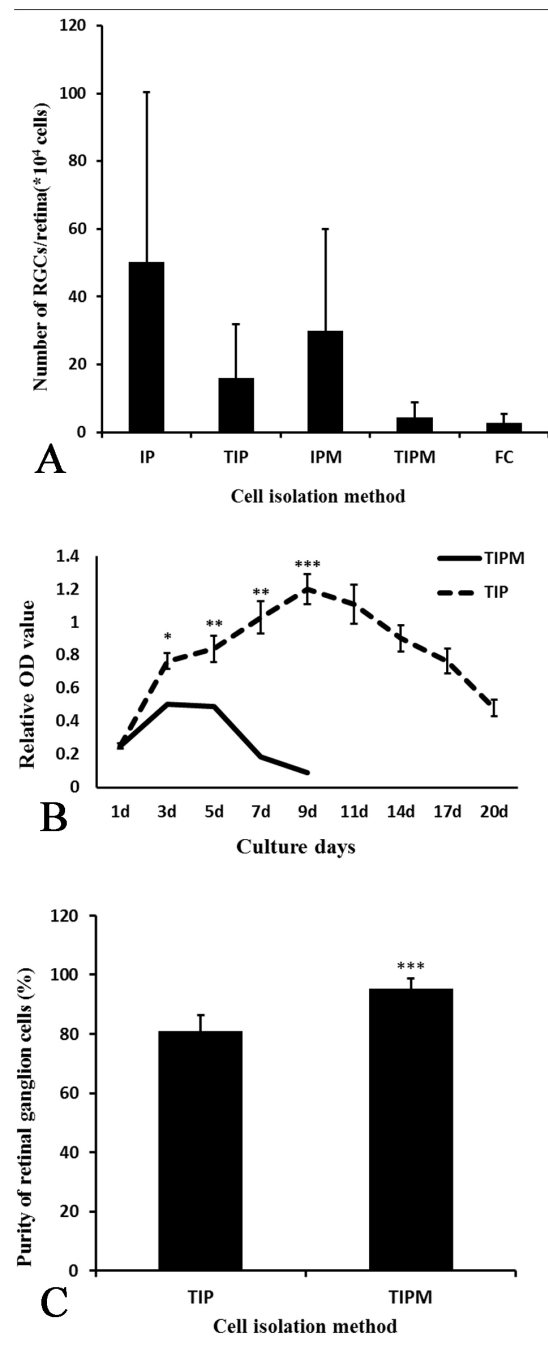 120
100
80
60
40
20
0
Number of RGCs/retina(*10⁴ cells)
IP TIP IPM TIPM FC
Cell isolation method
A
1.4
1.2
1
0.8
0.6
0.4
0.2
0
Relative OD value
* ** ** ***
TIPM
TIP
1d 3d 5d 7d 9d 11d 14d 17d 20d
Culture days
B
120
100
80
60
40
20
0
Purity of retinal ganglion cells (%)
***
TIP TIPM
Cell isolation method
C